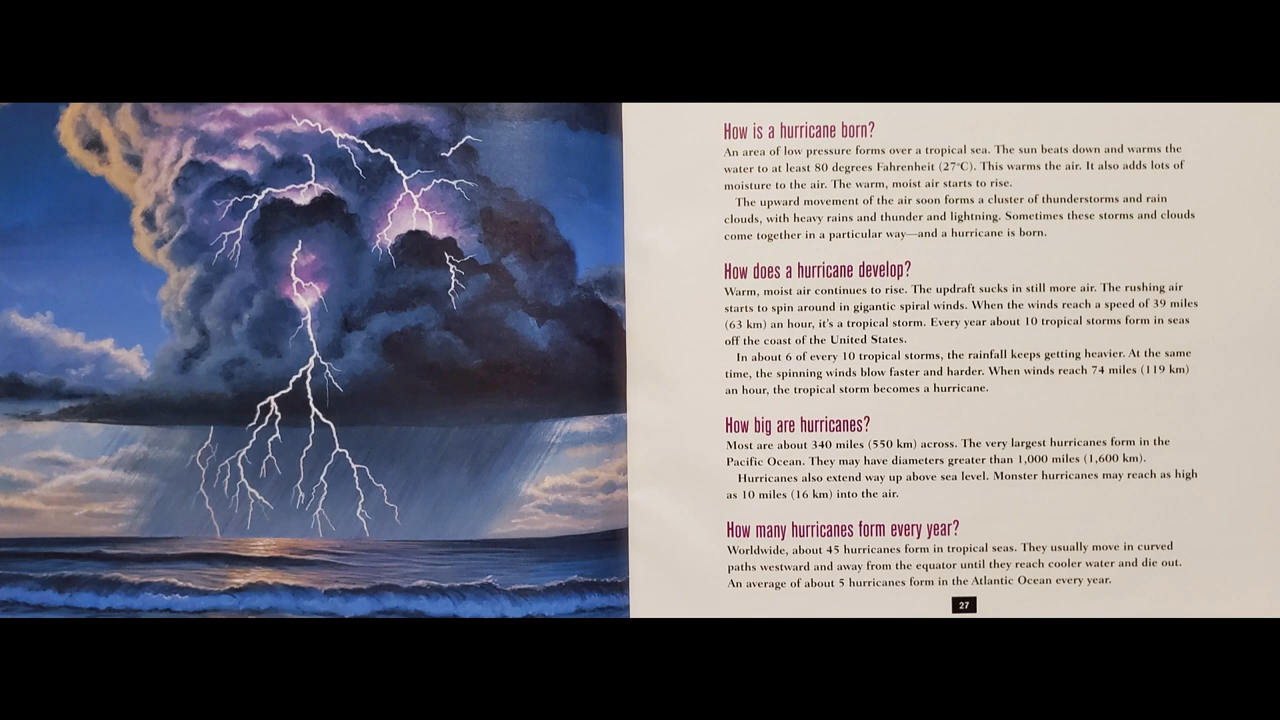 How is a hurricane born?
An area of low pressure forms over a tropical sea. The sun beats down and warms the
water to at least 80 degrees Fahrenheit (27°C). This warms the air. It also adds lots of
moisture to the air. The warm, moist air starts to rise.
The upward movement of the air soon forms a cluster of thunderstorms and rain
clouds, with heavy rains and thunder and lightning. Sometimes these storms and clouds
come together in a particular way—and a hurricane is born.
How does a hurricane develop?
Warm, moist air continues to rise. The updraft sucks in still more air. The rushing air
starts to spin around in gigantic spiral winds. When the winds reach a speed of 39 miles
(63 km) an hour, it's a tropical storm. Every year about 10 tropical storms form in seas
off the coast of the United States.
In about 6 of every 10 tropical storms, the rainfall keeps getting heavier. At the same
time, the spinning winds blow faster and harder. When winds reach 74 miles (119 km)
an hour, the tropical storm becomes a hurricane.
How big are hurricanes?
Most are about 340 miles (550 km) across. The very largest hurricanes form in the
Pacific Ocean. They may have diameters greater than 1,000 miles (1,600 km).
Hurricanes also extend way up above sea level. Monster hurricanes may reach as high
as 10 miles (16 km) into the air.
How many hurricanes form every year?
Worldwide, about 45 hurricanes form in tropical seas. They usually move in curved
paths westward and away from the equator until they reach cooler water and die out.
An average of about 5 hurricanes form in the Atlantic Ocean every year.
27